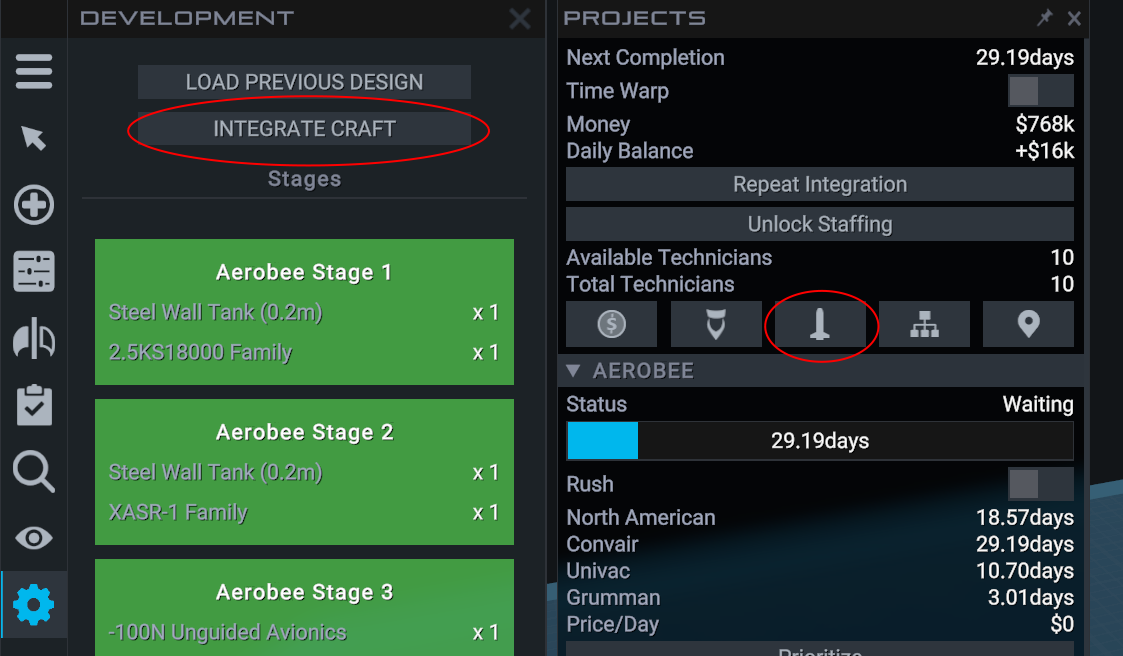 DEVELOPMENT
LOAD PREVIOUS DESIGN
INTEGRATE CRAFT
Stages
Aerobee Stage 1
Steel Wall Tank (0.2m) x 1
2.5KS18000 Family x 1
Aerobee Stage 2
Steel Wall Tank (0.2m) x 1
XASR-1 Family x 1
Aerobee Stage 3
-100N Unguided Avionics x 1
PROJECTS
Next Completion 29.19days
Time Warp
Money $768k
Daily Balance +$16k
Repeat Integration
Unlock Staffing
Available Technicians 10
Total Technicians 10
AEROBEE
Status Waiting
29.19days
Rush
North American 18.57days
Convair 29.19days
Univac 10.70days
Grumman 3.01days
Price/Day $0
Prioritize